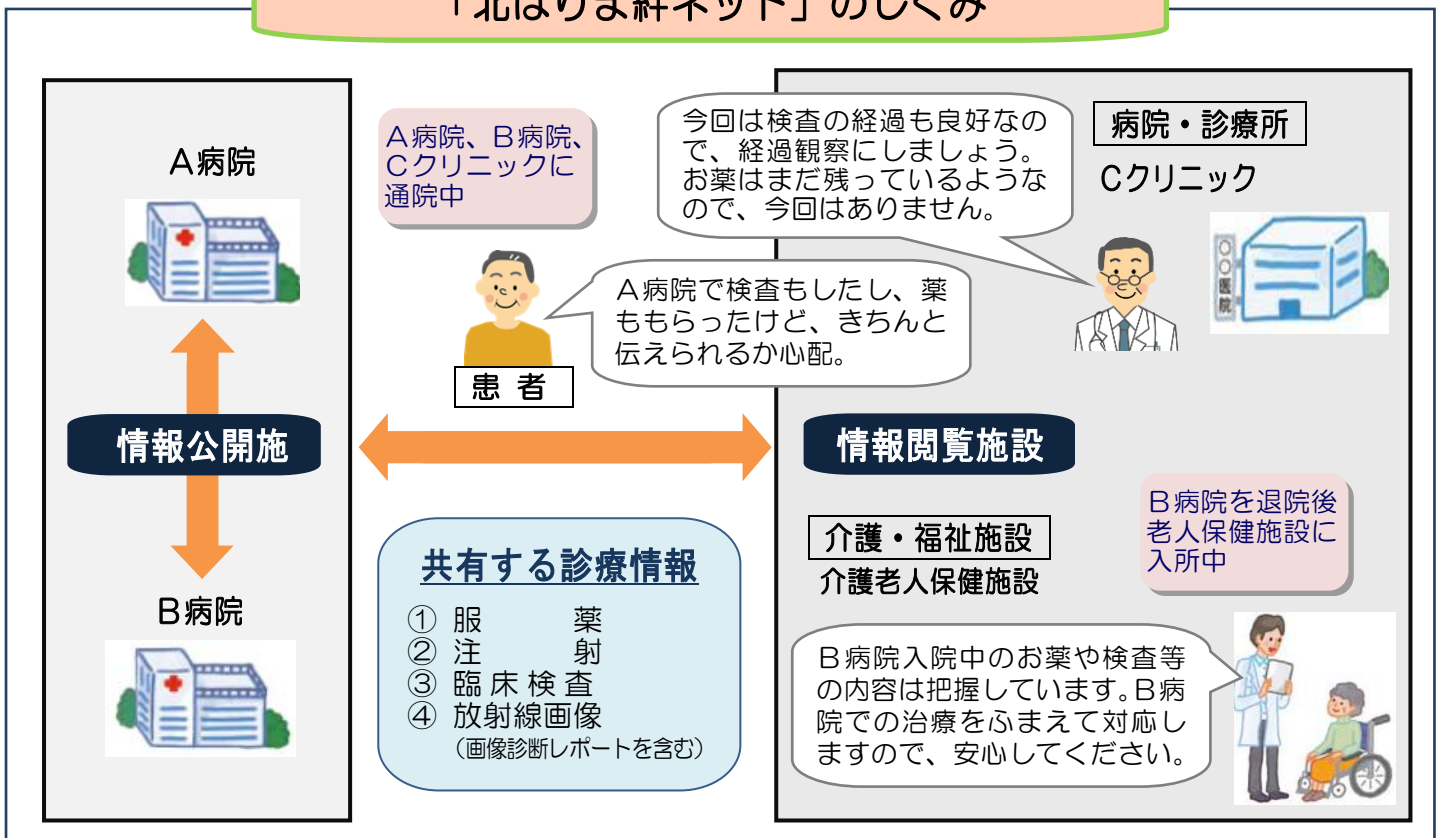 「北はりま絆ネット」のしくみ
A病院
情報公開施
B病院
A病院、B病院、
Cクリニックに
通院中
今回は検査の経過も良好なの
で、経過観察にしましょう。
お薬はまだ残っているような
ので、今回はありません。
病院・診療所
Cクリニック
〇〇医院
A病院で検査もしたし、薬
ももらったけど、きちんと
伝えられるか心配。
患 者
情報閲覧施設
共有する診療情報
① 服 薬
② 注 射
③ 臨床検査
④ 放射線画像
（画像診断レポートを含む）
介護・福祉施設
介護老人保健施設
B病院を退院後
老人保健施設に
入所中
B病院入院中のお薬や検査等
の内容は把握しています。B病
院での治療をふまえて対応し
ますので、安心してください。